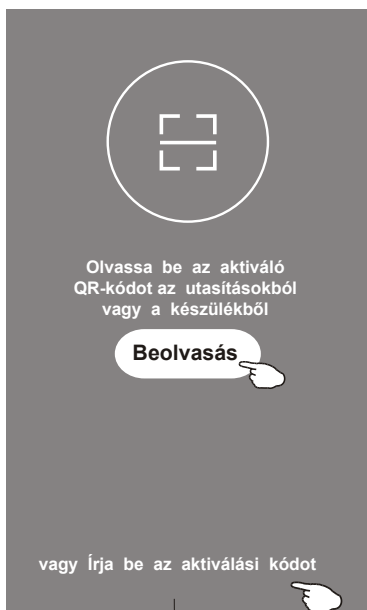 Olvassa be az aktiváló
QR-kódot az utasításokból
vagy a készülékből
Beolvasás
vagy Írja be az aktiválási kódot